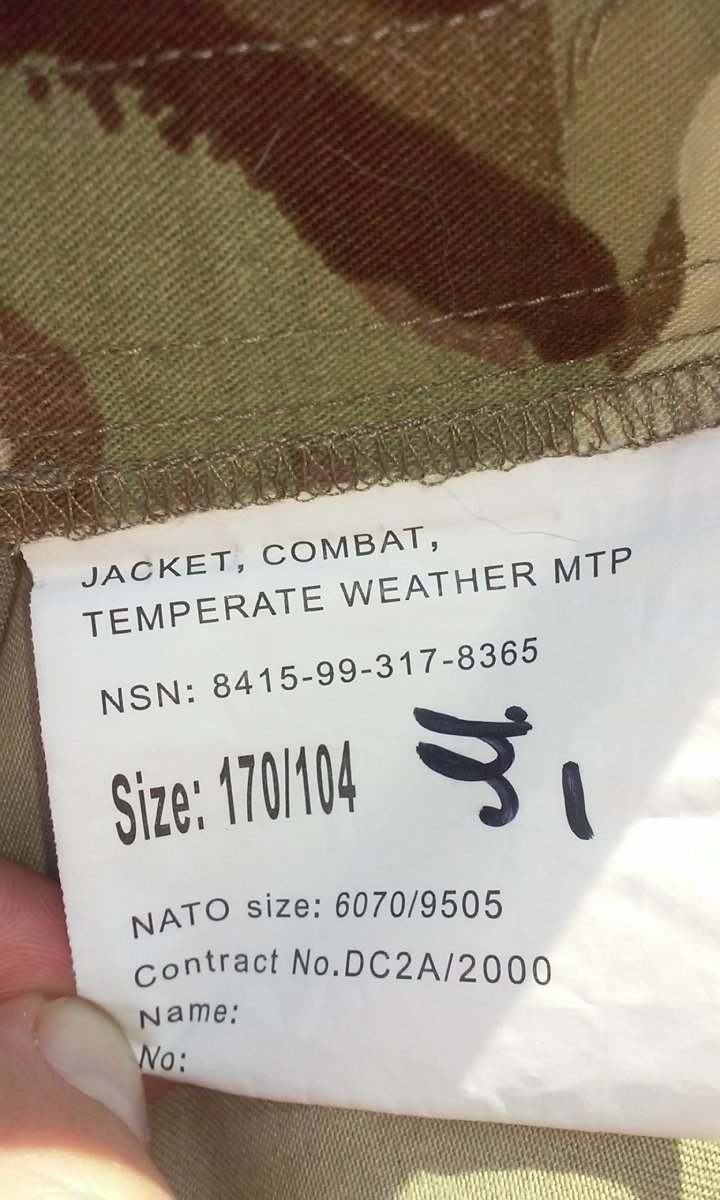 JACKET, COMBAT,
TEMPERATE WEATHER MTP
NSN: 8415-99-317-8365
Size: 170/104
NATO size: 6070/9505
Contract No.DC2A/2000
Name:
No: